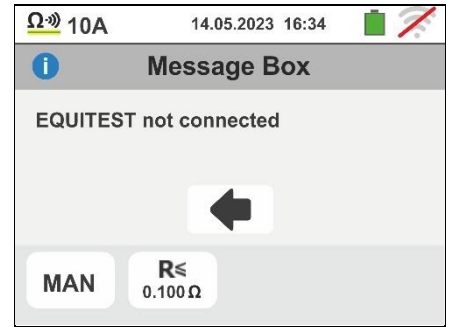 Ω 10A 14.05.2023 16:34
i Message Box
EQUITEST not connected
MAN R≤
0.100 Ω